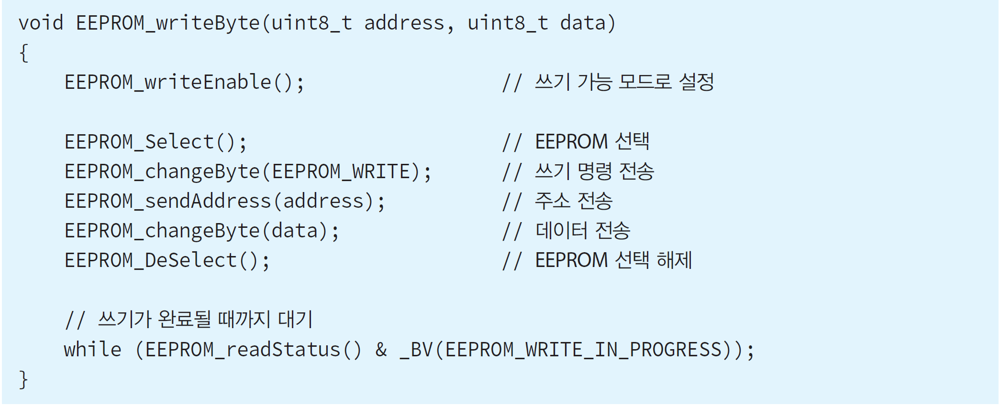 void EEPROM_writeByte(uint8_t address, uint8_t data)
{
    EEPROM_writeEnable();                 // 쓰기 가능 모드로 설정

    EEPROM_Select();                      // EEPROM 선택
    EEPROM_changeByte(EEPROM_WRITE);      // 쓰기 명령 전송
    EEPROM_sendAddress(address);          // 주소 전송
    EEPROM_changeByte(data);              // 데이터 전송
    EEPROM_DeSelect();                    // EEPROM 선택 해제

    // 쓰기가 완료될 때까지 대기
    while (EEPROM_readStatus() & _BV(EEPROM_WRITE_IN_PROGRESS));
}